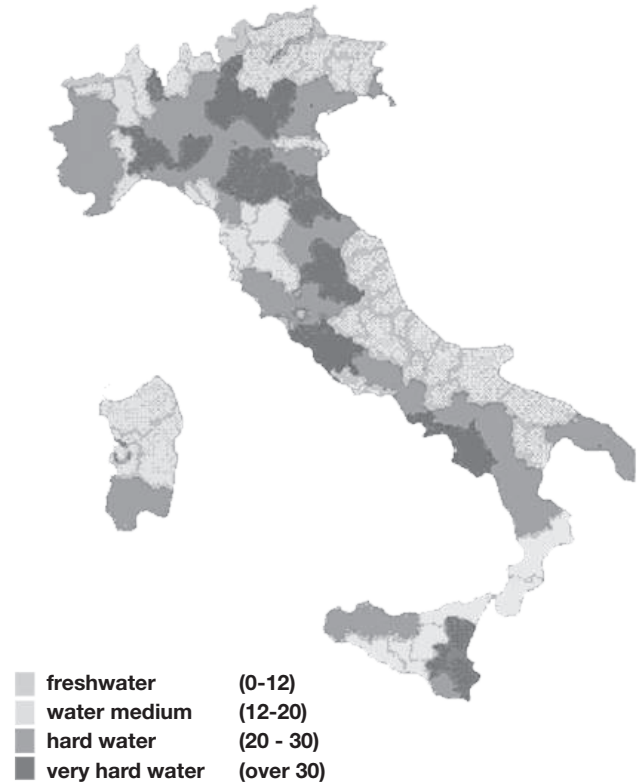 freshwater (0-12)
water medium (12-20)
hard water (20 - 30)
very hard water (over 30)